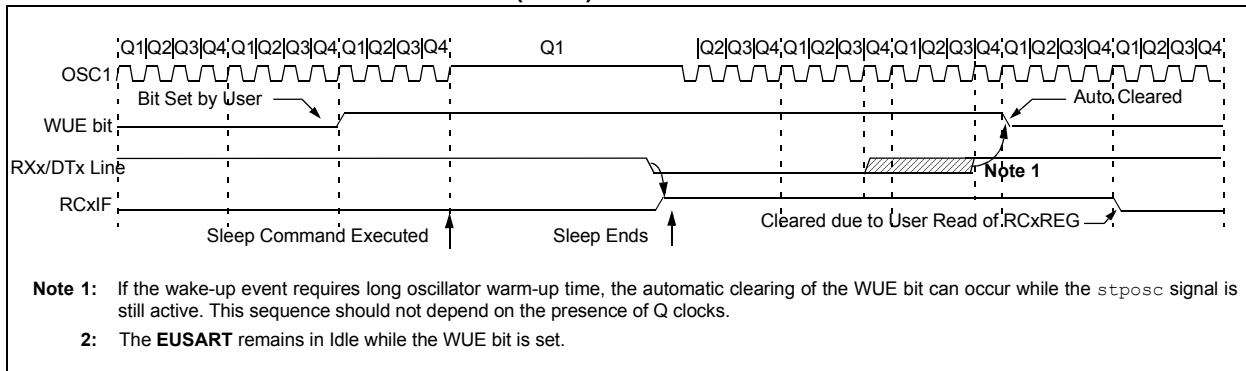 Q1 Q2 Q3 Q4 Q1 Q2 Q3 Q4 Q1 Q2 Q3 Q4 Q1 Q2 Q3 Q4 Q1 Q2 Q3 Q4 Q1 Q2 Q3 Q4 Q1 Q2 Q3 Q4 Q1 Q2 Q3 Q4
OSC1
Bit Set by User
Auto Cleared
WUE bit
RXx/DTx Line
Note 1
RCxIF
Cleared due to User Read of RCxREG
Sleep Command Executed
Sleep Ends
Note 1: If the wake-up event requires long oscillator warm-up time, the automatic clearing of the WUE bit can occur while the stposc signal is
still active. This sequence should not depend on the presence of Q clocks.
2: The EUSART remains in Idle while the WUE bit is set.